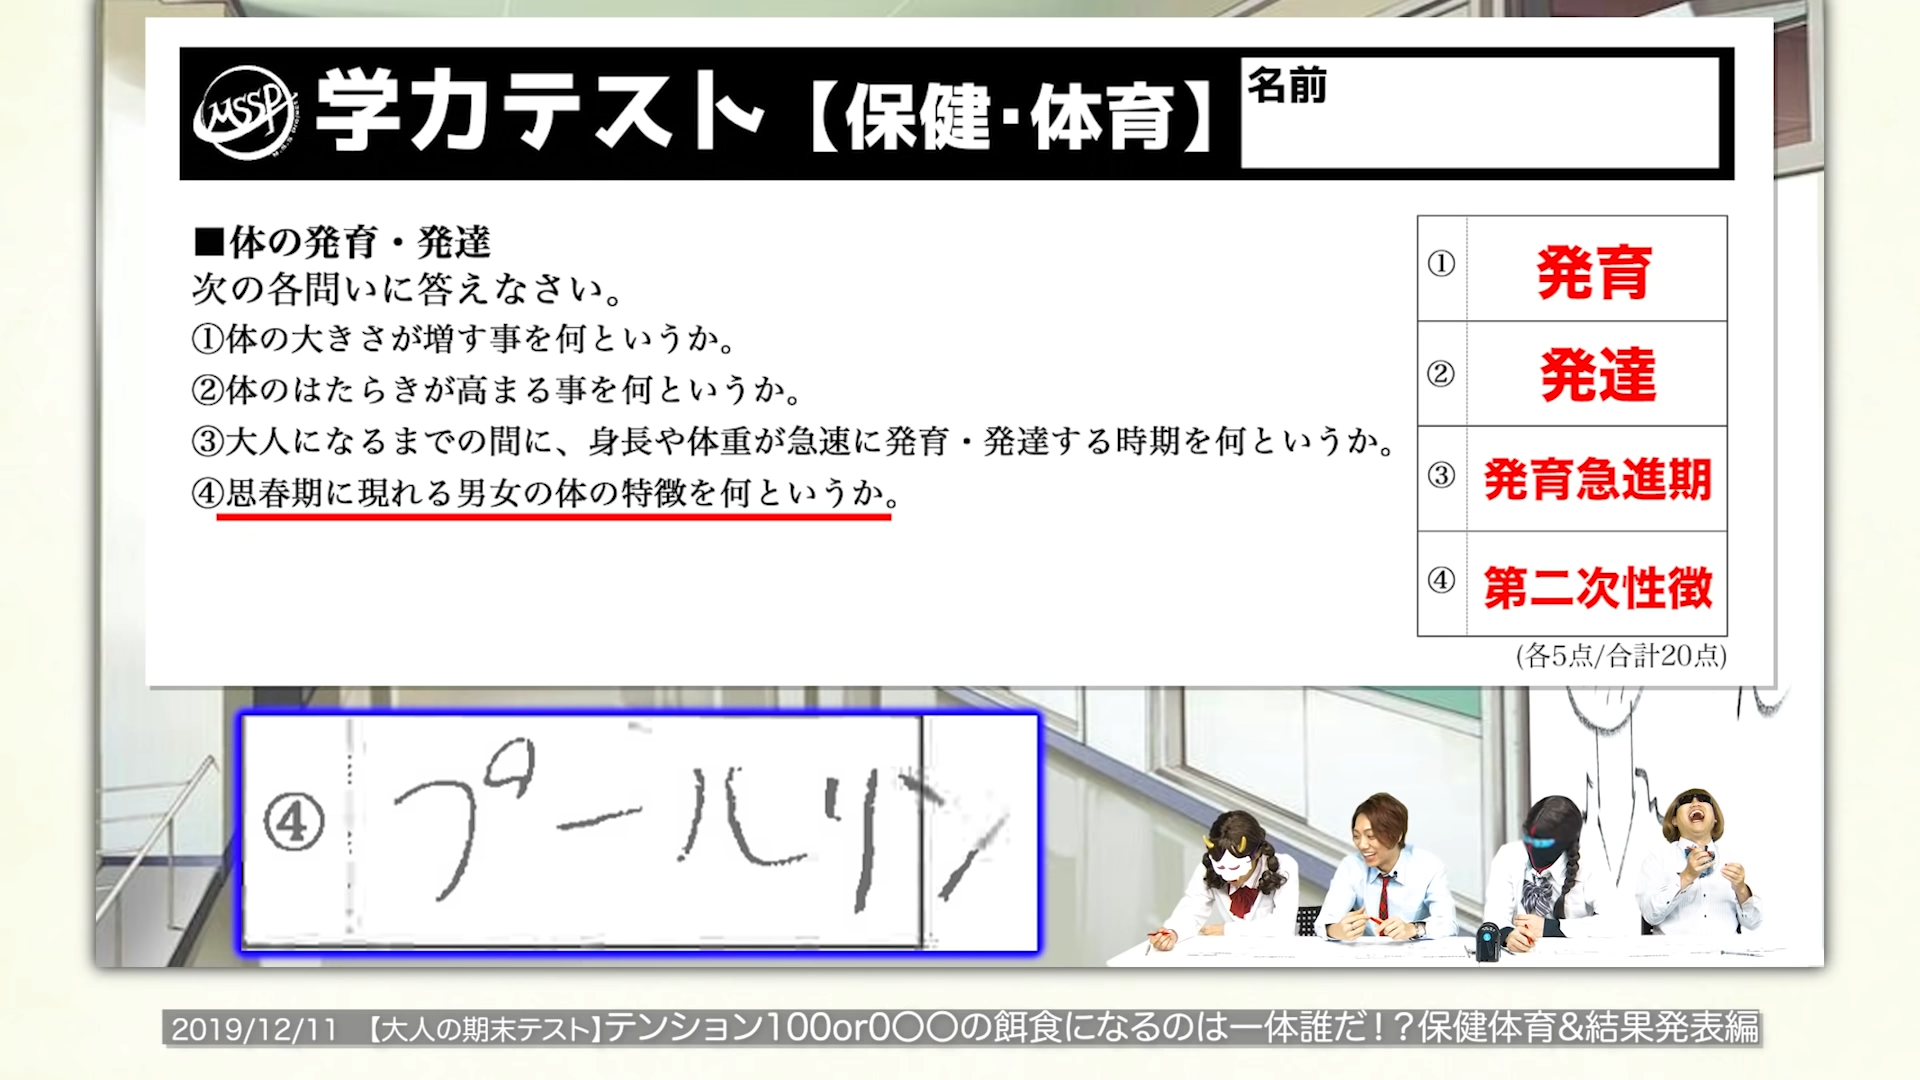 MSSP 学力テスト【保健・体育】 名前
■体の発育・発達
次の各問いに答えなさい。
①体の大きさが増す事を何というか。
②体のはたらきが高まる事を何というか。
③大人になるまでの間に、身長や体重が急速に発育・発達する時期を何というか。
④思春期に現れる男女の体の特徴を何というか。
① 発育
② 発達
③ 発育急進期
④ 第二次性徴
(各5点/合計20点)
④ プールリン
2019/12/11 【大人の期末テスト】テンション100or0〇〇の餌食になるのは一体誰だ!?保健体育&結果発表編